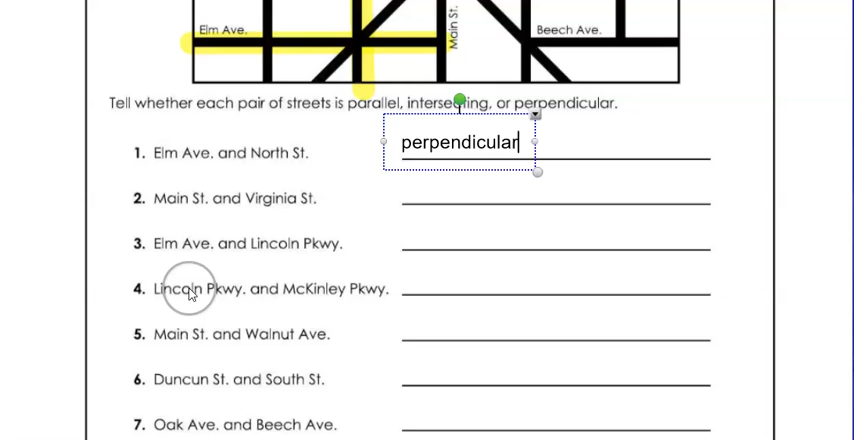 Elm Ave.
Main St.
Beech Ave.
Tell whether each pair of streets is parallel, intersecting, or perpendicular.
perpendicular
1. Elm Ave. and North St.
2. Main St. and Virginia St.
3. Elm Ave. and Lincoln Pkwy.
4. Lincoln Pkwy. and McKinley Pkwy.
5. Main St. and Walnut Ave.
6. Duncun St. and South St.
7. Oak Ave. and Beech Ave.